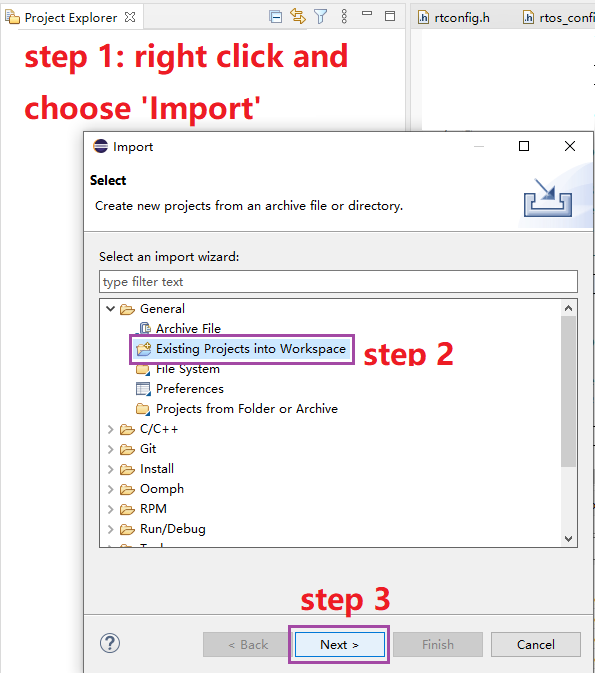 Project Explorer
rtconfig.h
rtos_confi
step 1: right click and
choose 'Import'
Import
Select
Create new projects from an archive file or directory.
Select an import wizard:
type filter text
General
Archive File
Existing Projects into Workspace
step 2
File System
Preferences
Projects from Folder or Archive
C/C++
Git
Install
Oomph
RPM
Run/Debug
step 3
< Back
Next >
Finish
Cancel